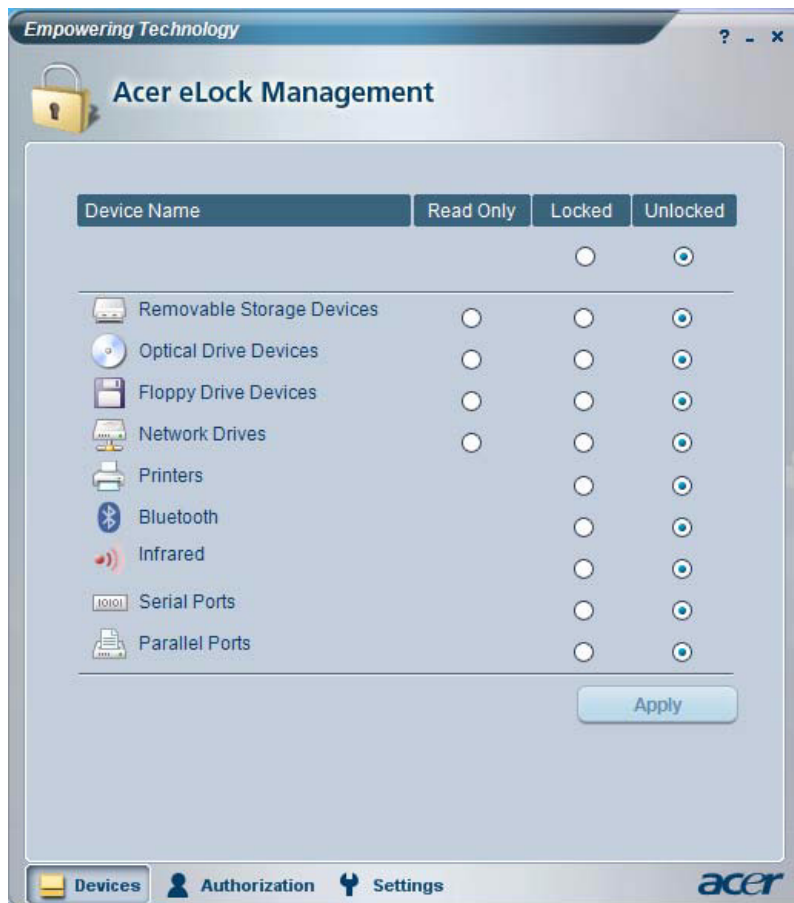 Empowering Technology
? - ×
Acer eLock Management
Device Name Read Only Locked Unlocked
Removable Storage Devices
Optical Drive Devices
Floppy Drive Devices
Network Drives
Printers
Bluetooth
Infrared
10101 Serial Ports
Parallel Ports
Apply
Devices Authorization Settings acer